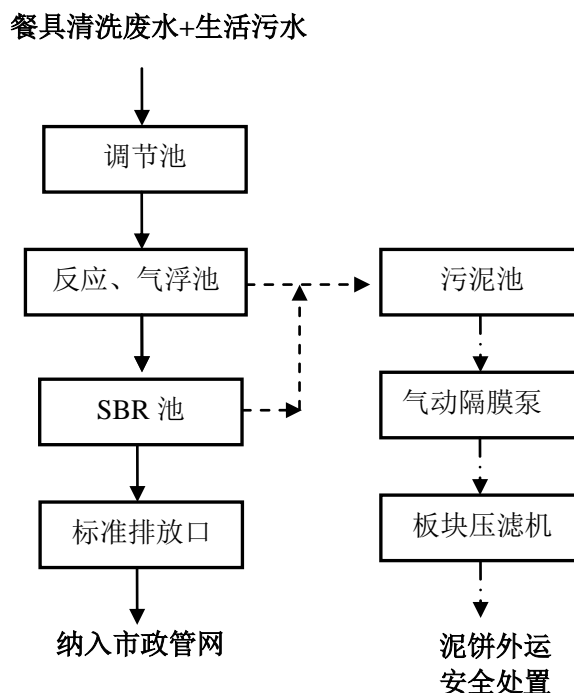 餐具清洗废水+生活污水
调节池
反应、气浮池
污泥池
SBR 池
气动隔膜泵
标准排放口
板块压滤机
纳入市政管网
泥饼外运
安全处置